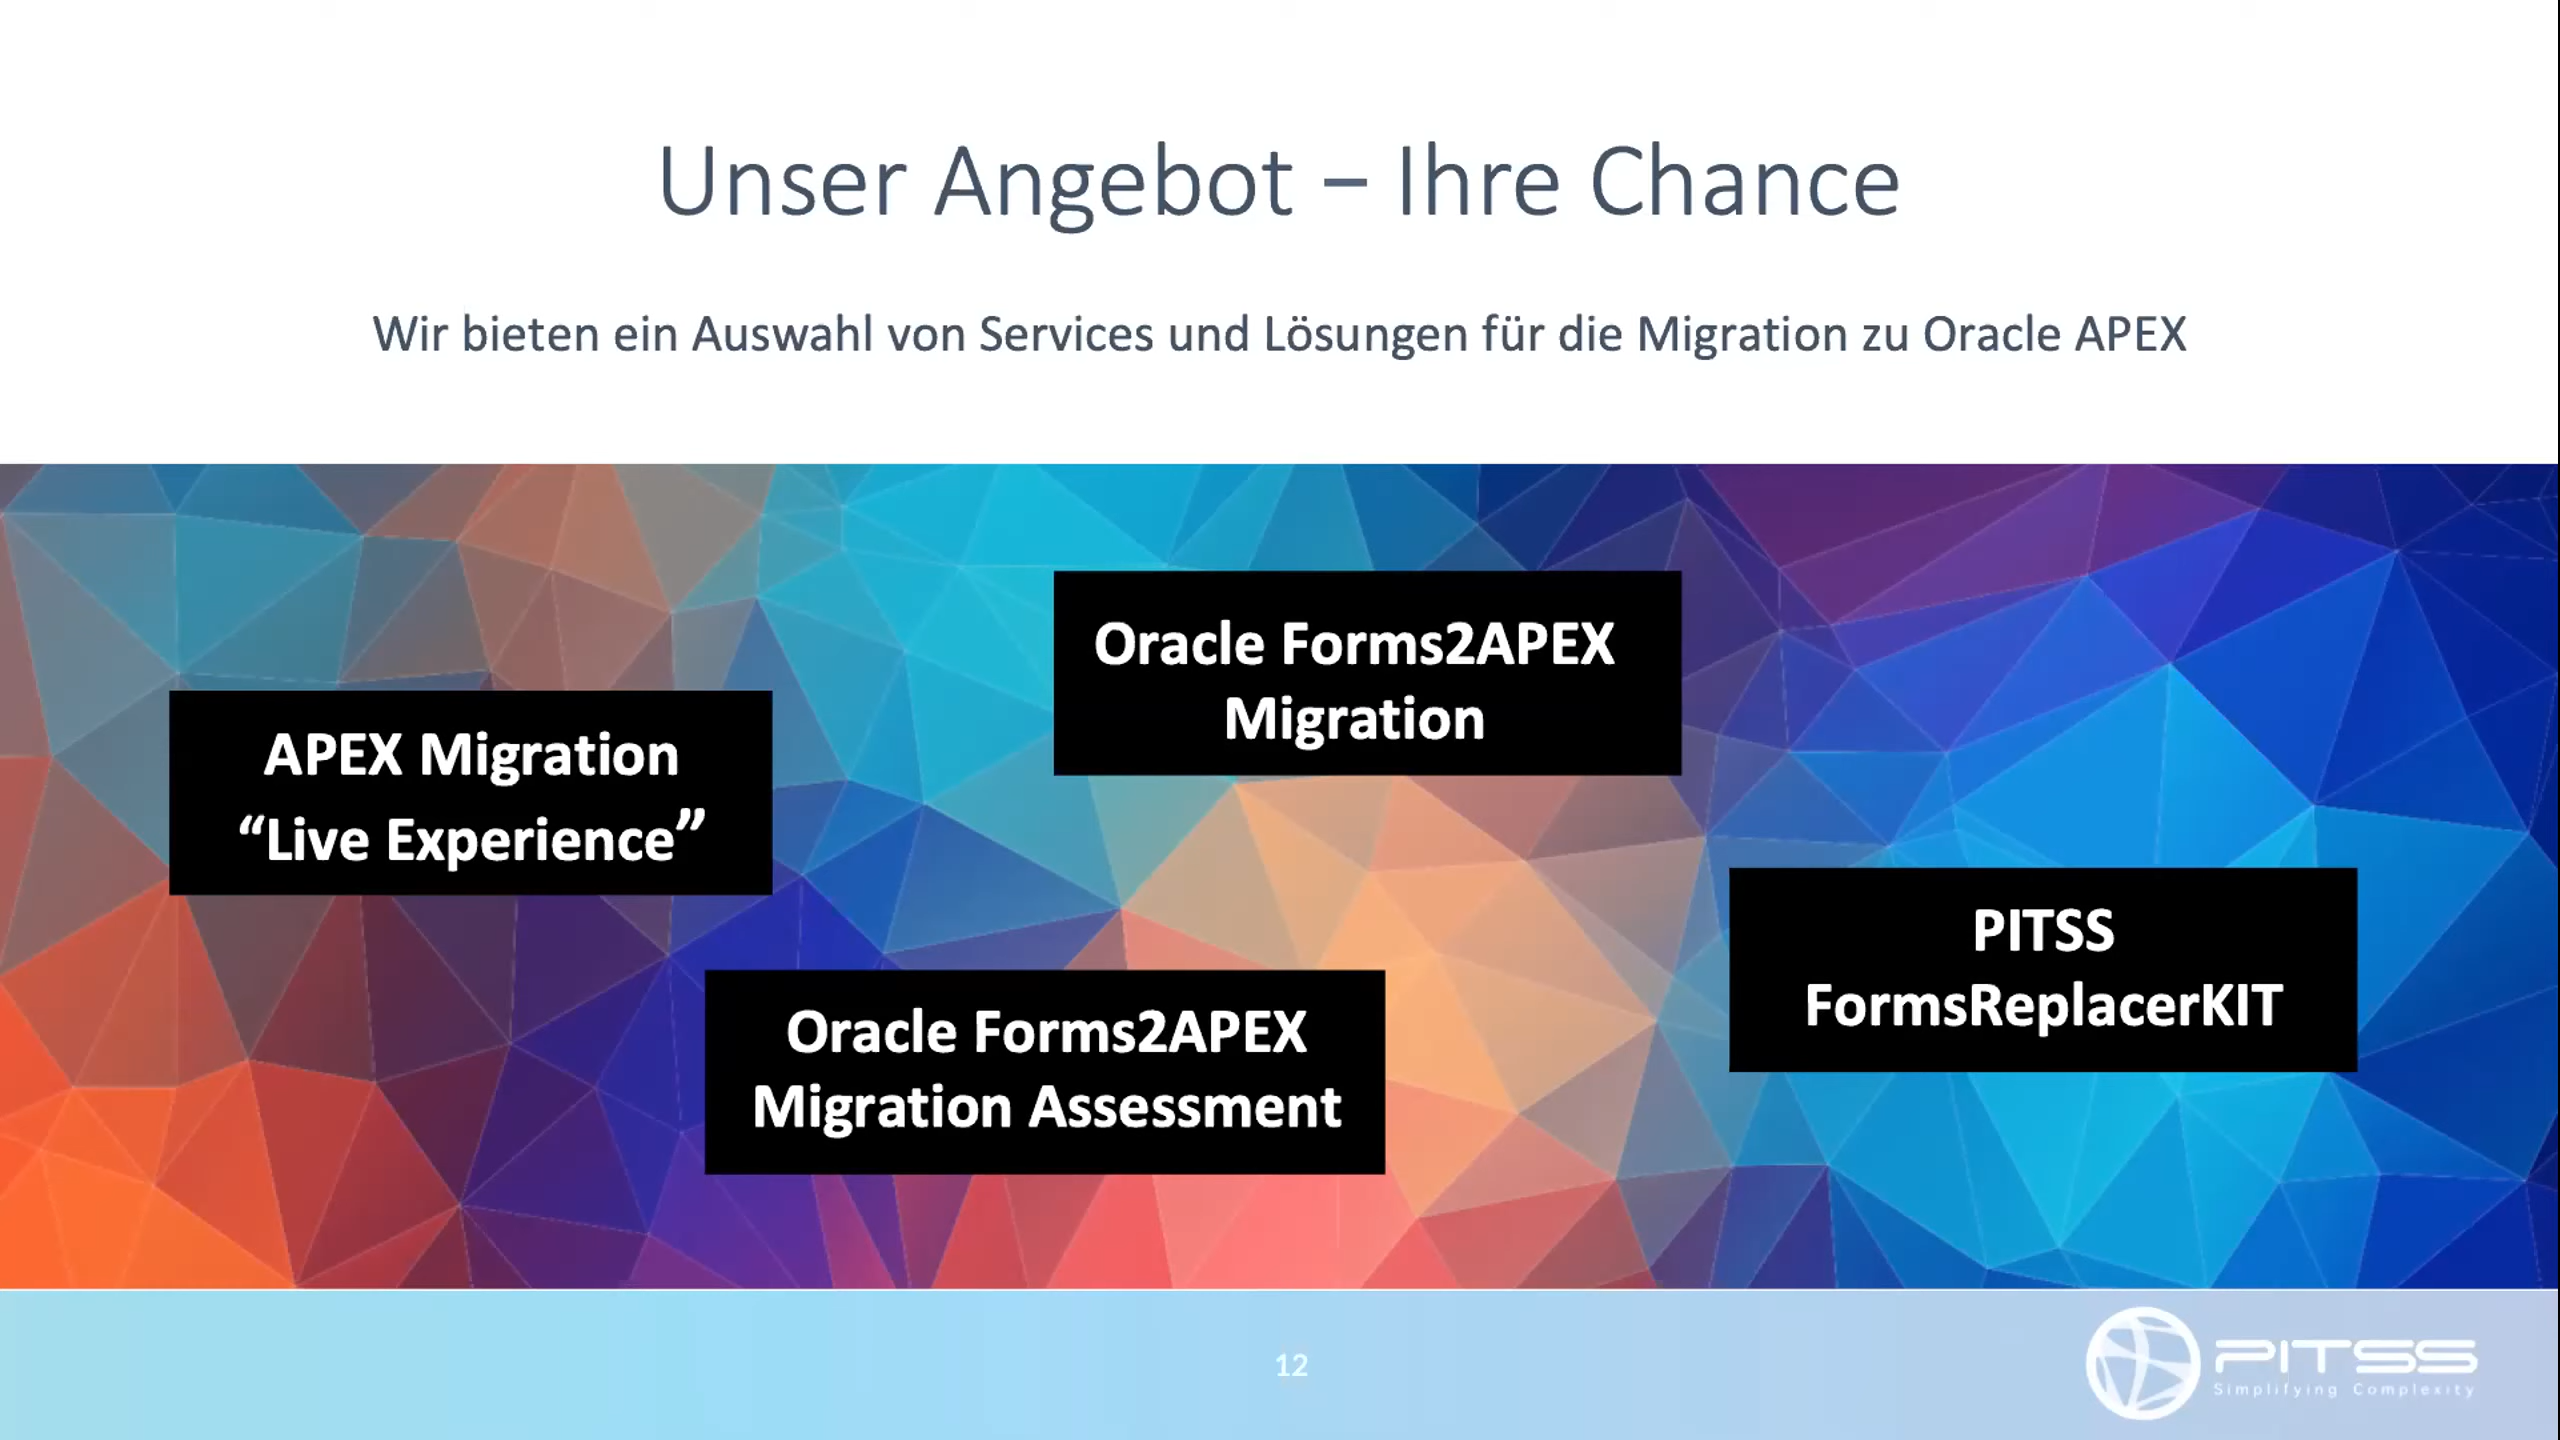 Unser Angebot – Ihre Chance
Wir bieten ein Auswahl von Services und Lösungen für die Migration zu Oracle APEX
Oracle Forms2APEX
Migration
APEX Migration
“Live Experience”
PITSS
FormsReplacerKIT
Oracle Forms2APEX
Migration Assessment
12
PITSS
Simplifying Complexity